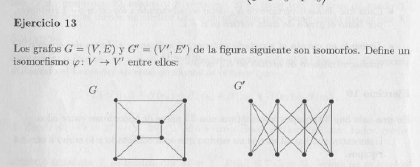 Ejercicio 13
Los grafos G = (V, E) y G′ = (V′, E′) de la figura siguiente son isomorfos. Define un
isomorfismo φ: V → V′ entre ellos:
G G′